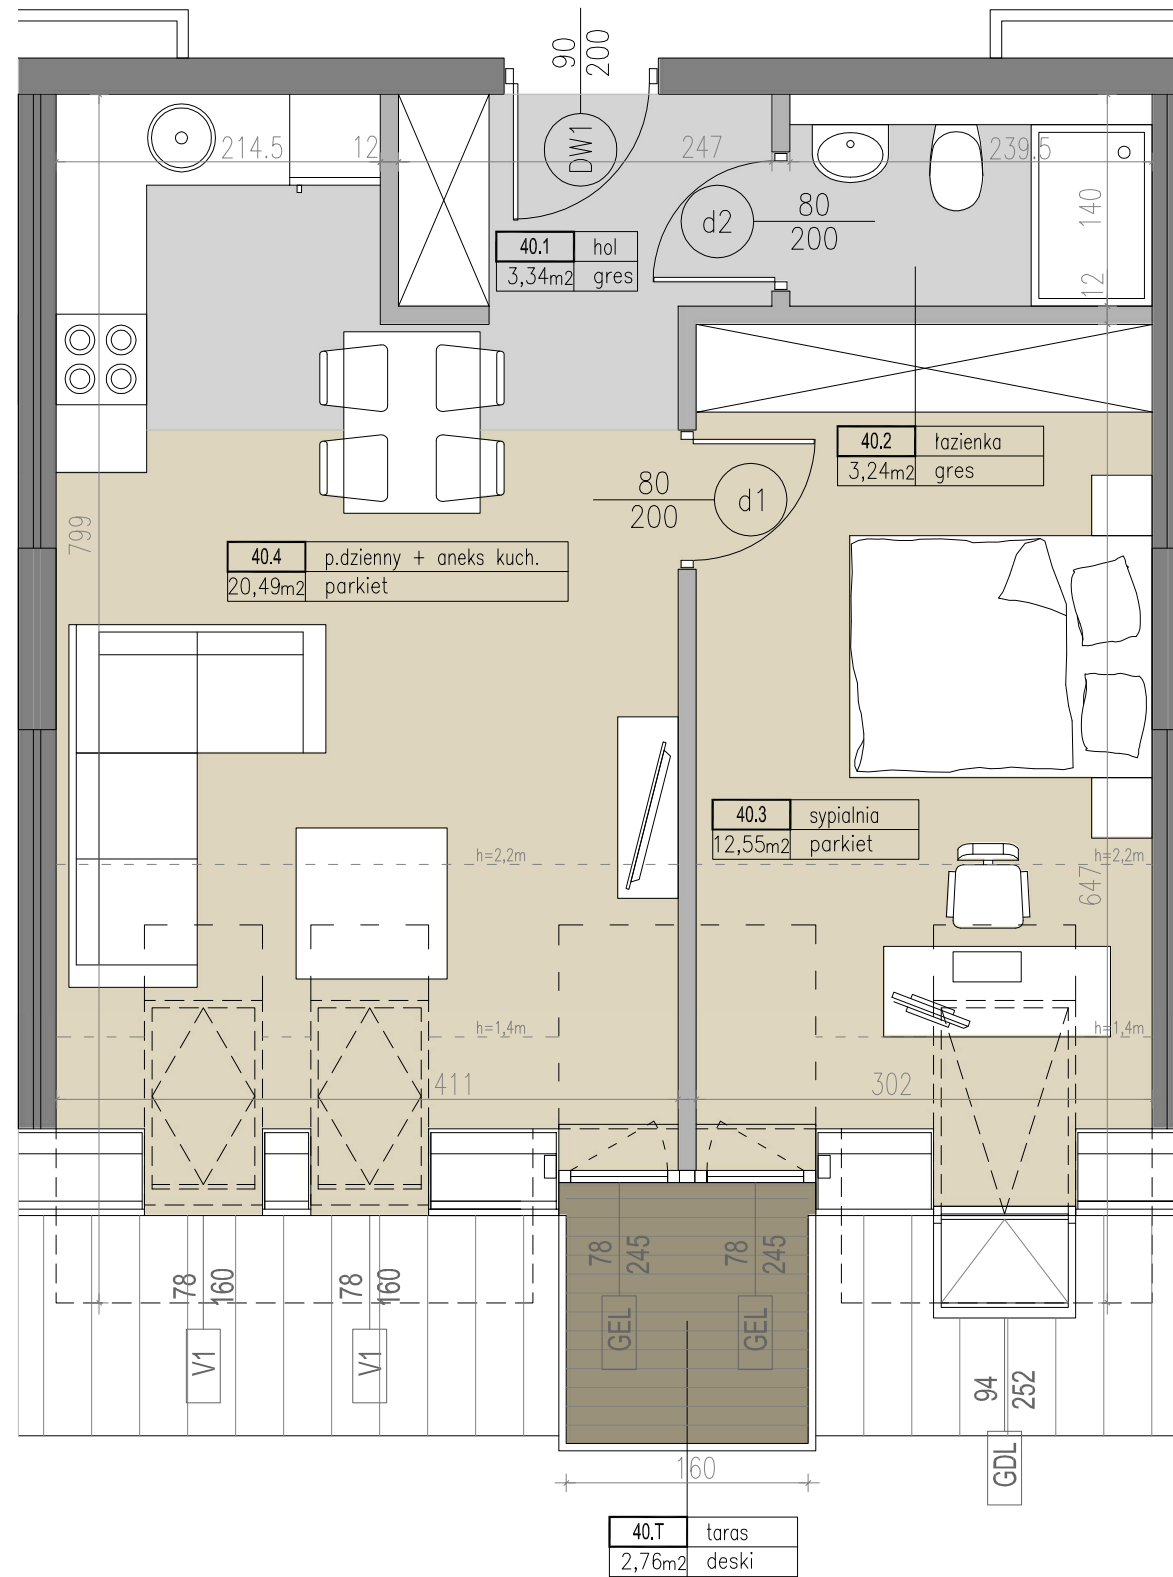 90
200
DW1
214.5
12
247
239.5
140
12
d2
80
200
40.1 hol
3,34m2 gres
40.2 łazienka
3,24m2 gres
80
200
d1
799
40.4 p.dzienny + aneks kuch.
20,49m2 parkiet
40.3 sypialnia
12,55m2 parkiet
h=2,2m
h=2,2m
647
h=1,4m
h=1,4m
411
302
78
160
V1
78
160
V1
78
245
GEL
78
245
GEL
94
252
GDL
160
40.T taras
2,76m2 deski